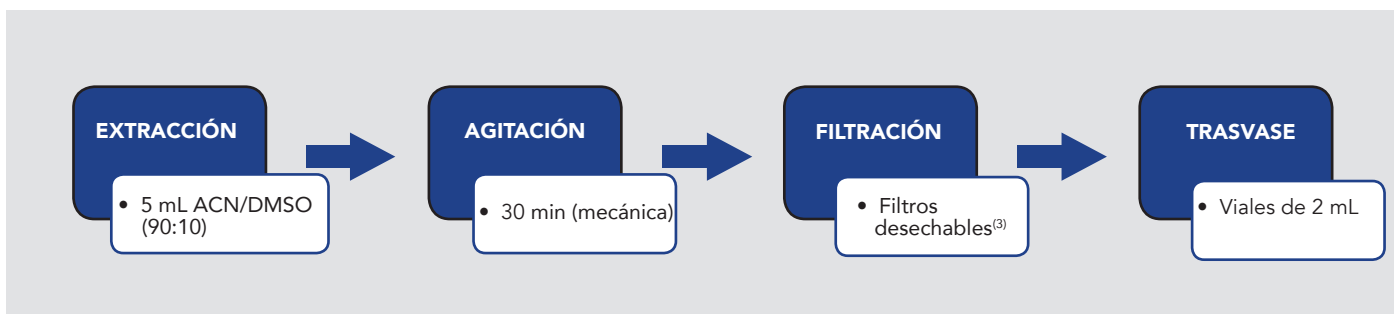 EXTRACCIÓN
• 5 mL ACN/DMSO
(90:10)
AGITACIÓN
• 30 min (mecánica)
FILTRACIÓN
• Filtros
desechables(3)
TRASVASE
• Viales de 2 mL